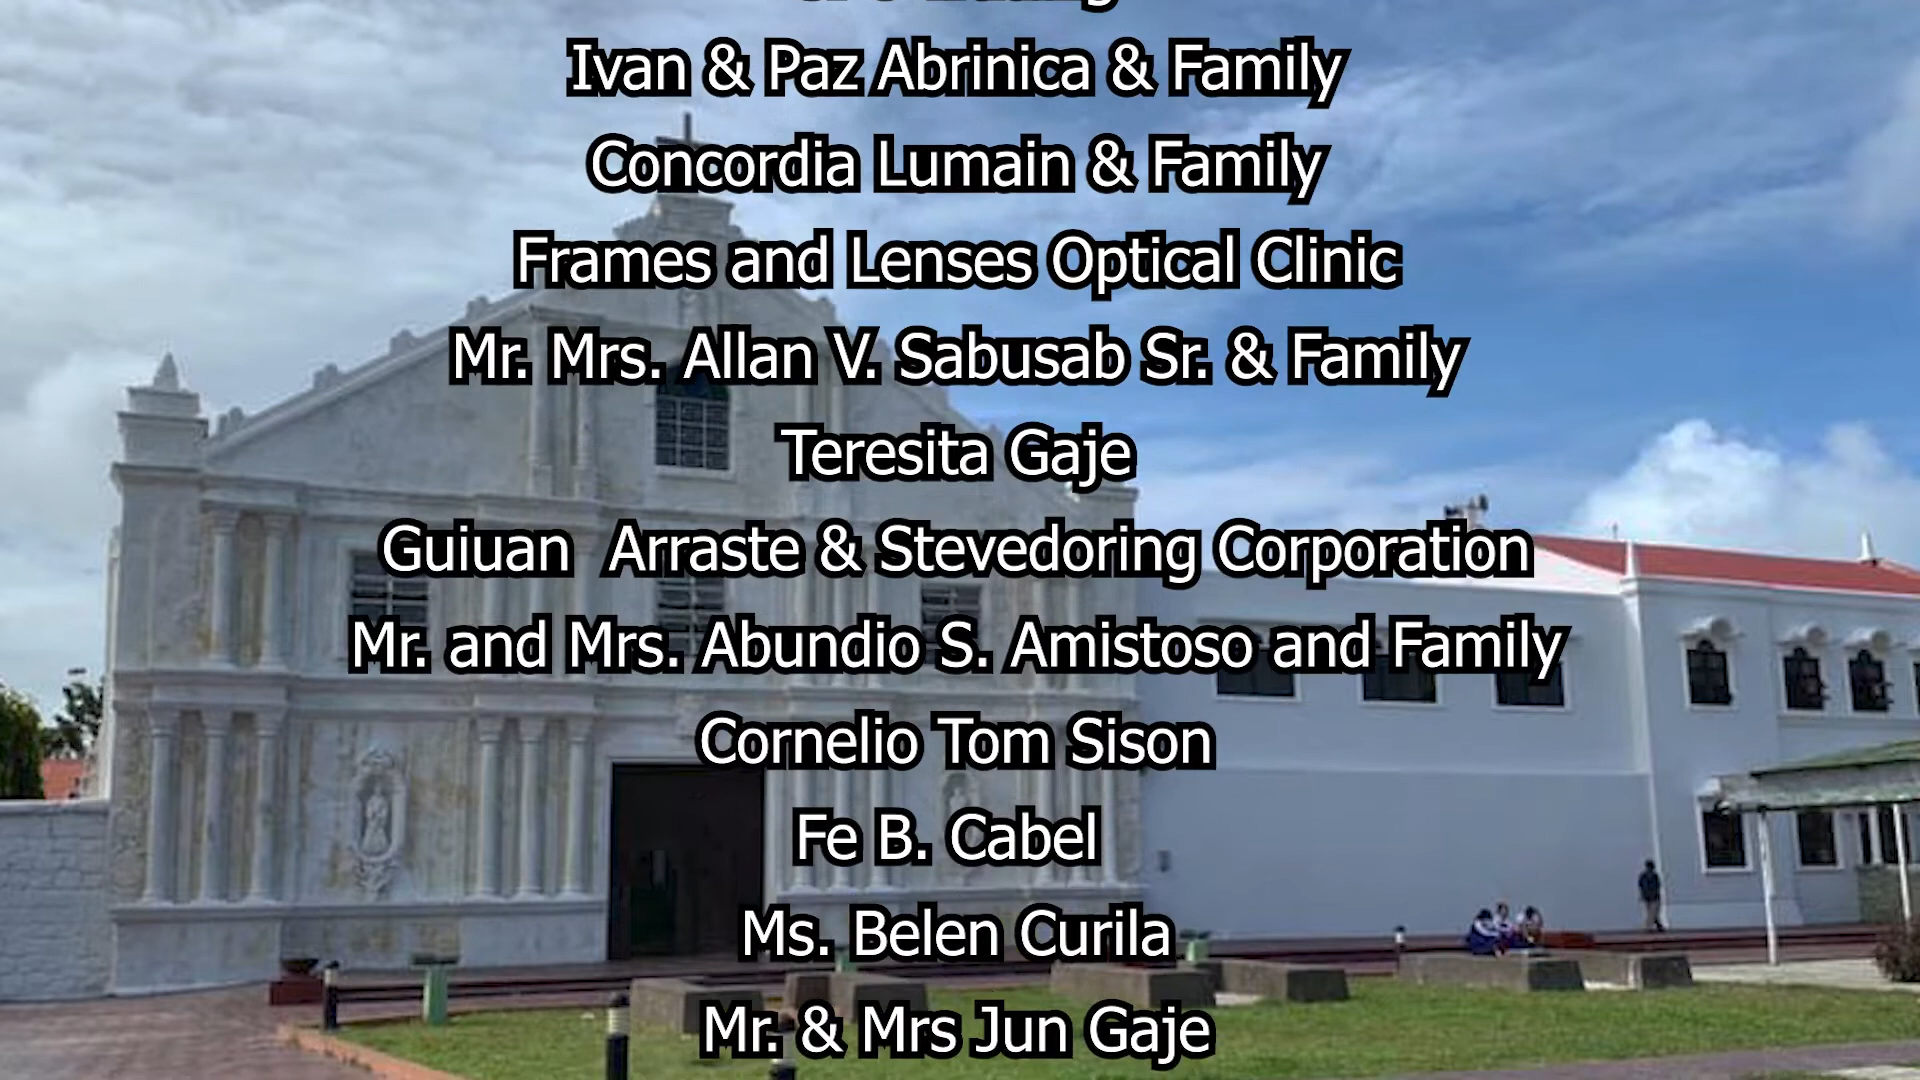 Ivan & Paz Abrinica & Family
Concordia Lumain & Family
Frames and Lenses Optical Clinic
Mr. Mrs. Allan V. Sabusab Sr. & Family
Teresita Gaje
Guiuan  Arraste & Stevedoring Corporation
Mr. and Mrs. Abundio S. Amistoso and Family
Cornelio Tom Sison
Fe B. Cabel
Ms. Belen Curila
Mr. & Mrs Jun Gaje